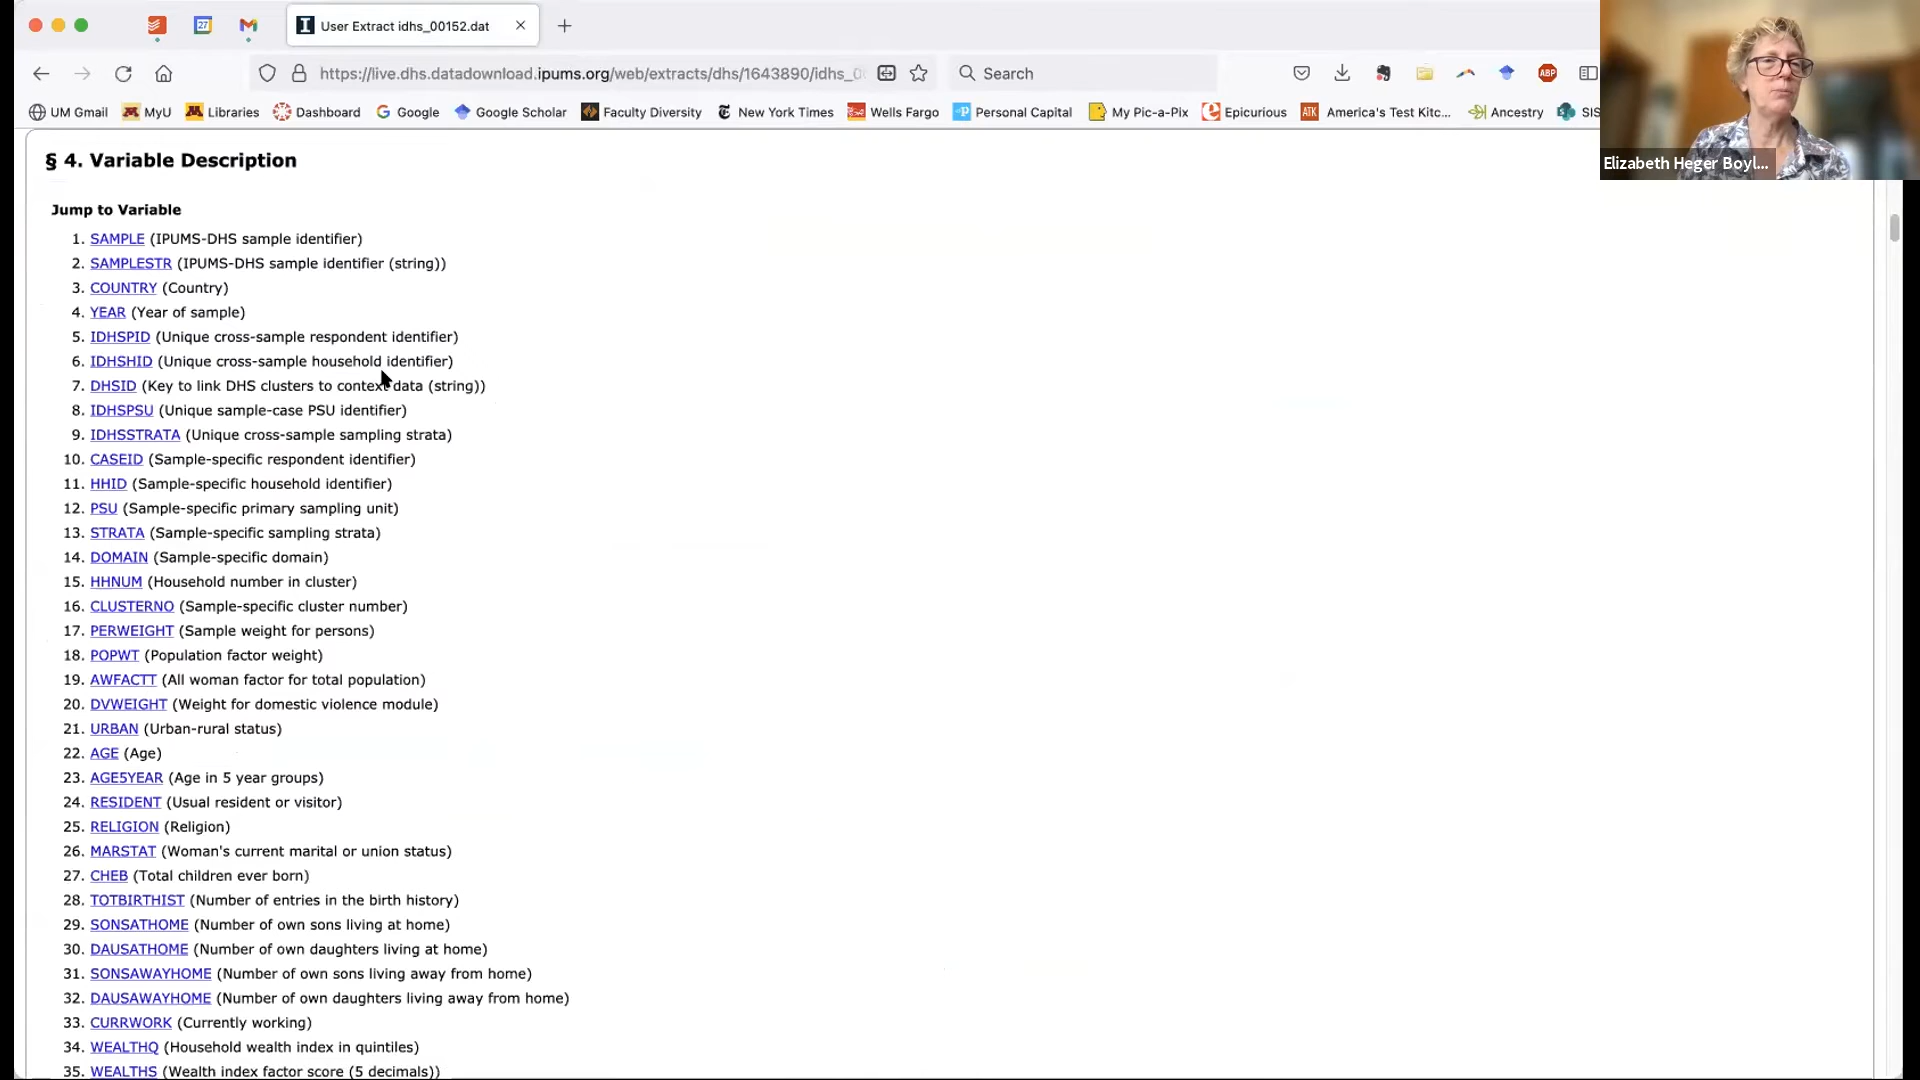 27
User Extract idhs_00152.dat
https://live.dhs.datadownload.ipums.org/web/extracts/dhs/1643890/idhs_0
Search
ABP
UM Gmail
MyU
Libraries
Dashboard
Google
Google Scholar
Faculty Diversity
New York Times
Wells Fargo
Personal Capital
My Pic-a-Pix
Epicurious
ATK America's Test Kitc...
Ancestry
SIS
Elizabeth Heger Boyl...
§ 4. Variable Description
Jump to Variable
1. SAMPLE (IPUMS-DHS sample identifier)
2. SAMPLESTR (IPUMS-DHS sample identifier (string))
3. COUNTRY (Country)
4. YEAR (Year of sample)
5. IDHSPID (Unique cross-sample respondent identifier)
6. IDHSHID (Unique cross-sample household identifier)
7. DHSID (Key to link DHS clusters to context data (string))
8. IDHSPSU (Unique sample-case PSU identifier)
9. IDHSSTRATA (Unique cross-sample sampling strata)
10. CASEID (Sample-specific respondent identifier)
11. HHID (Sample-specific household identifier)
12. PSU (Sample-specific primary sampling unit)
13. STRATA (Sample-specific sampling strata)
14. DOMAIN (Sample-specific domain)
15. HHNUM (Household number in cluster)
16. CLUSTERNO (Sample-specific cluster number)
17. PERWEIGHT (Sample weight for persons)
18. POPWT (Population factor weight)
19. AWFACTT (All woman factor for total population)
20. DVWEIGHT (Weight for domestic violence module)
21. URBAN (Urban-rural status)
22. AGE (Age)
23. AGE5YEAR (Age in 5 year groups)
24. RESIDENT (Usual resident or visitor)
25. RELIGION (Religion)
26. MARSTAT (Woman's current marital or union status)
27. CHEB (Total children ever born)
28. TOTBIRTHIST (Number of entries in the birth history)
29. SONSATHOME (Number of own sons living at home)
30. DAUSATHOME (Number of own daughters living at home)
31. SONSAWAYHOME (Number of own sons living away from home)
32. DAUSAWAYHOME (Number of own daughters living away from home)
33. CURRWORK (Currently working)
34. WEALTHQ (Household wealth index in quintiles)
35. WEALTHS (Wealth index factor score (5 decimals))